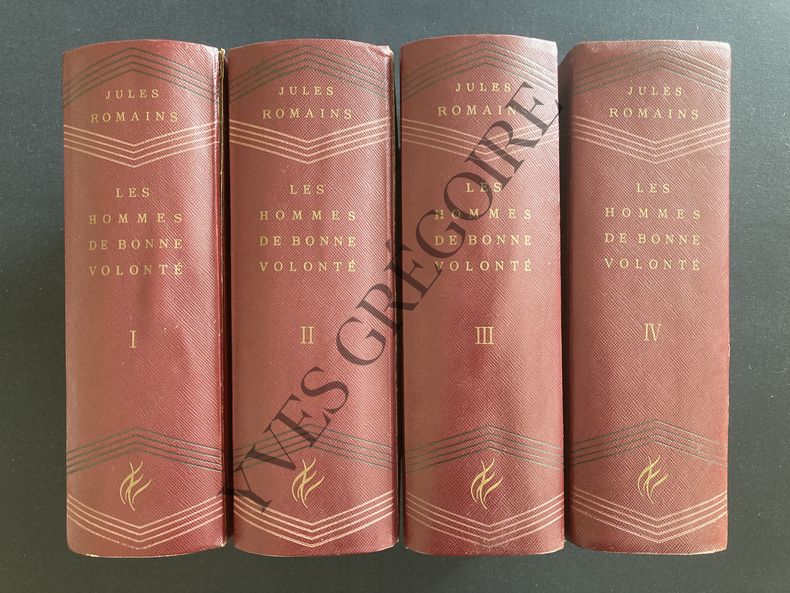 JULES
ROMAINS
LES
HOMMES
DE BONNE
VOLONTÉ
I
JULES
ROMAINS
LES
HOMMES
DE BONNE
VOLONTÉ
II
JULES
ROMAINS
LES
HOMMES
DE BONNE
VOLONTÉ
III
JULES
ROMAINS
LES
HOMMES
DE BONNE
VOLONTÉ
IV
YVES GRÉGOIRE